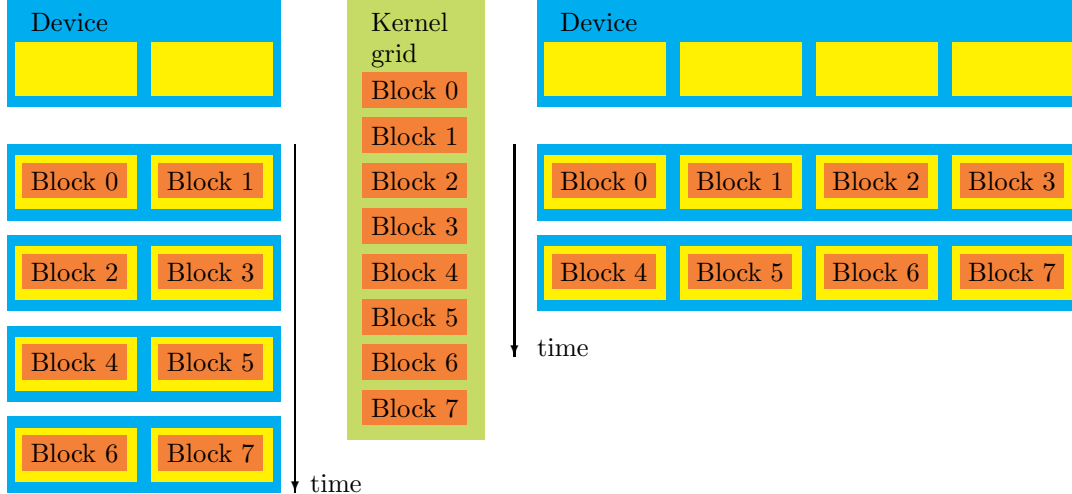 Device
Block 0 Block 1
Block 2 Block 3
Block 4 Block 5
Block 6 Block 7
time
Kernel
grid
Block 0
Block 1
Block 2
Block 3
Block 4
Block 5
Block 6
Block 7
Device
Block 0 Block 1 Block 2 Block 3
Block 4 Block 5 Block 6 Block 7
time